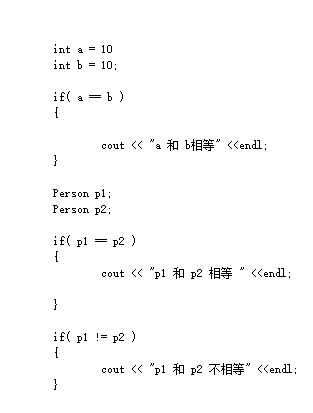 int a = 10
int b = 10;
if( a == b )
{
cout << "a 和 b相等" <<endl;
}
Person p1;
Person p2;
if( p1 == p2 )
{
cout << "p1 和 p2 相等 " <<endl;
}
if( p1 != p2 )
{
cout << "p1 和 p2 不相等" <<endl;
}